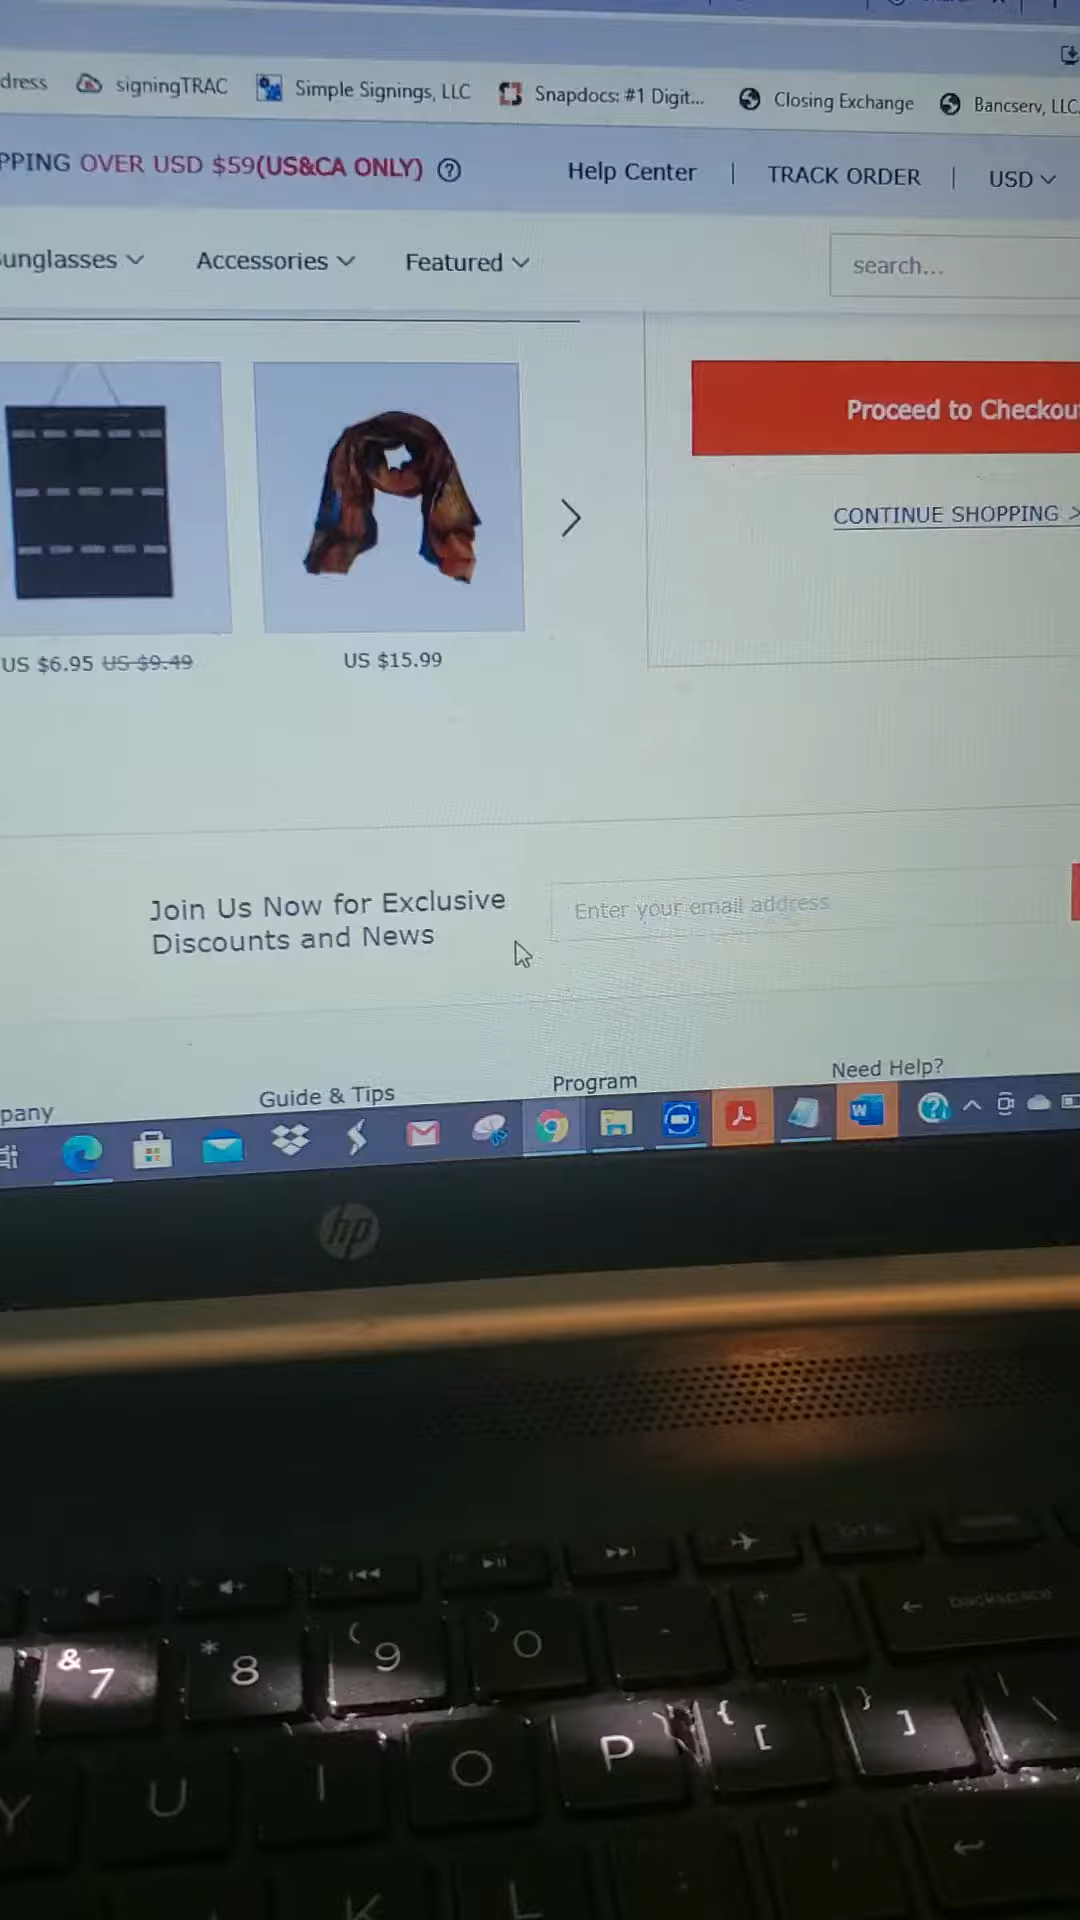 dress signingTRAC Simple Signings, LLC Snapdocs: #1 Digit... Closing Exchange Bancserv, LLC
PPING OVER USD $59(US&CA ONLY) ? Help Center | TRACK ORDER | USD
unglasses Accessories Featured search...
Proceed to Checkou
CONTINUE SHOPPING >
US $6.95 US $9.49 US $15.99
Join Us Now for Exclusive
Discounts and News
Enter your email address
pany Guide & Tips Program Need Help?
hp
backspace
& 7 * 8 ( 9 ) 0 - + =
Y U I O P { [ } ] \
K L